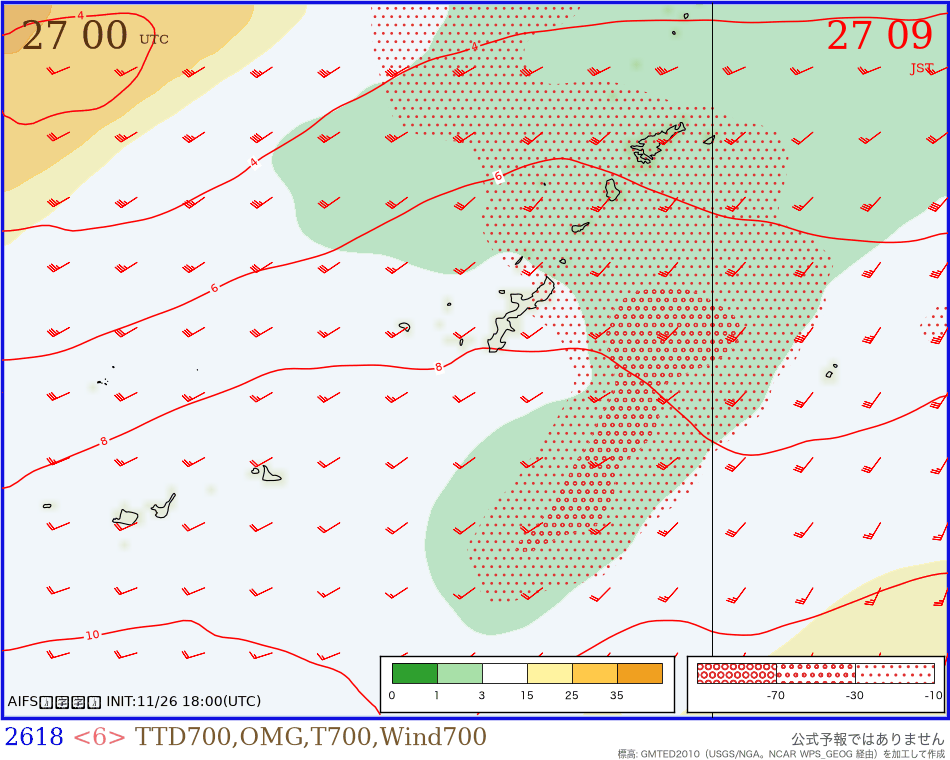 27 00 UTC
27 09
JST
4
4
4
6
6
8
8
10
0 1 3 15 25 35
-70 -30 -10
AIFS INIT:11/26 18:00(UTC)
2618 <6> TTD700,OMG,T700,Wind700
公式予報ではありません
標高: GMTED2010（USGS/NGA。NCAR WPS_GEOG 経由）を加工して作成